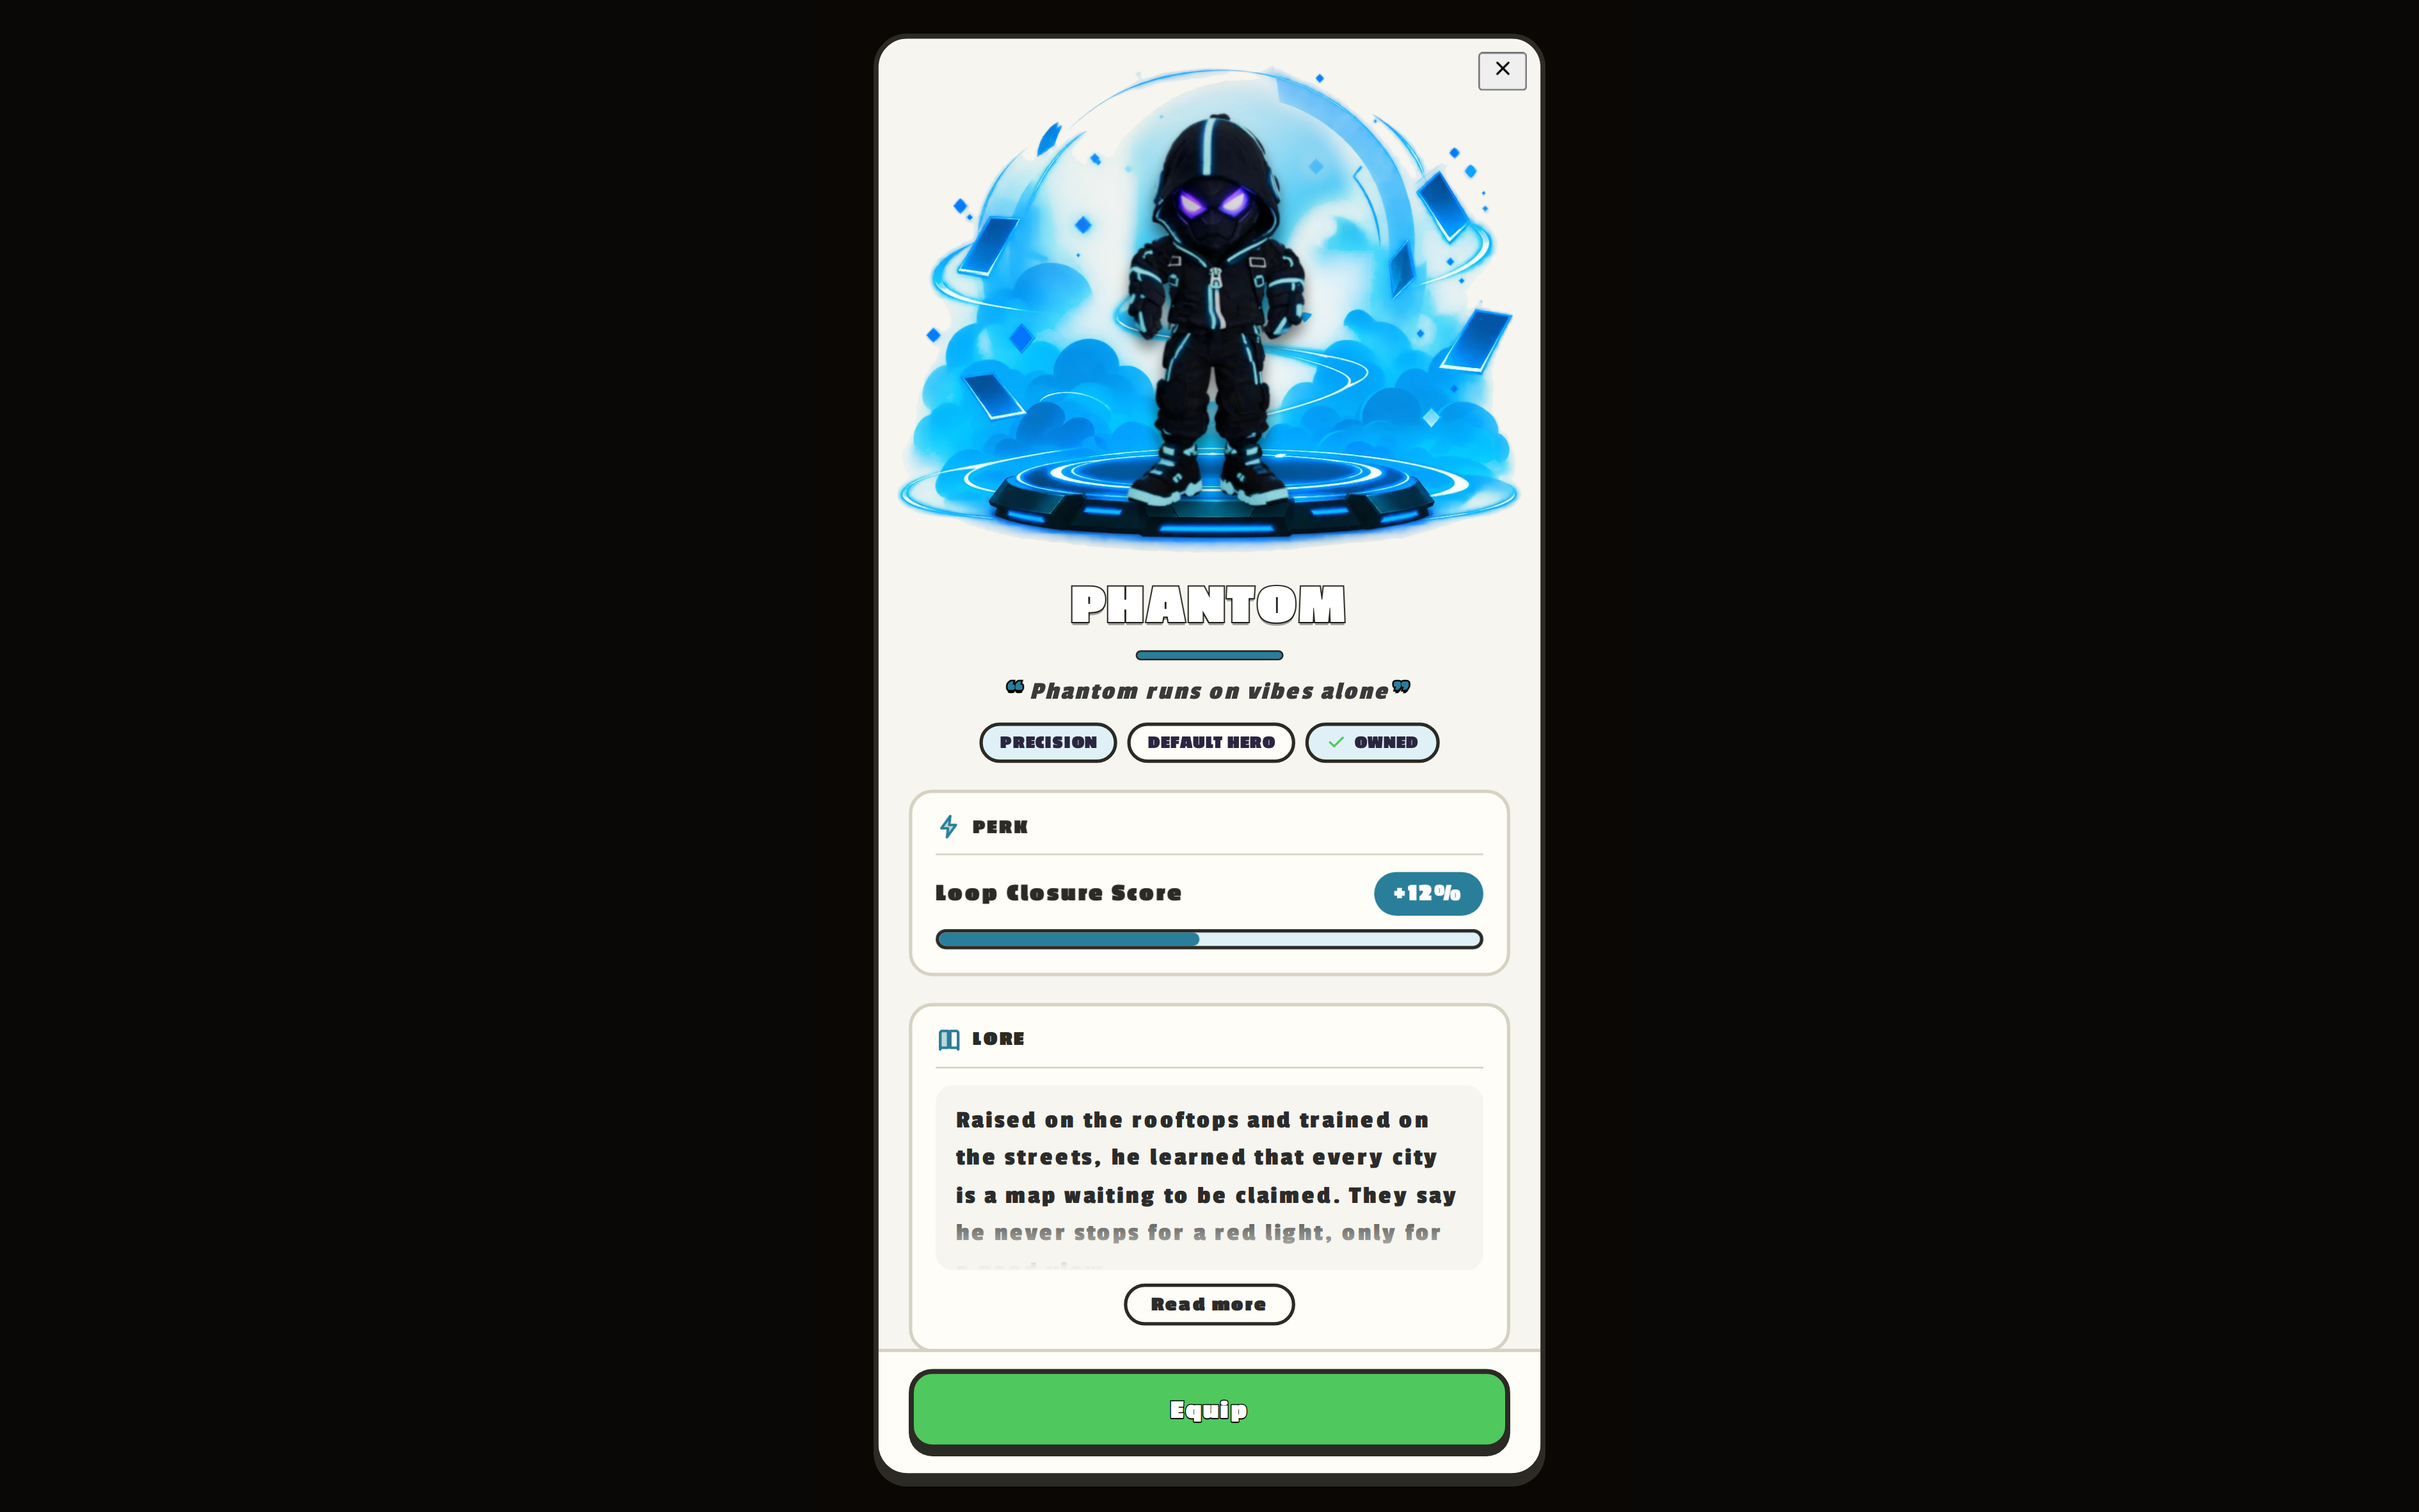 PHANTOM
❝ Phantom runs on vibes alone ❞
PRECISION
DEFAULT HERO
OWNED
PERK
Loop Closure Score
+12%
LORE
Raised on the rooftops and trained on
the streets, he learned that every city
is a map waiting to be claimed. They say
he never stops for a red light, only for
Read more
Equip